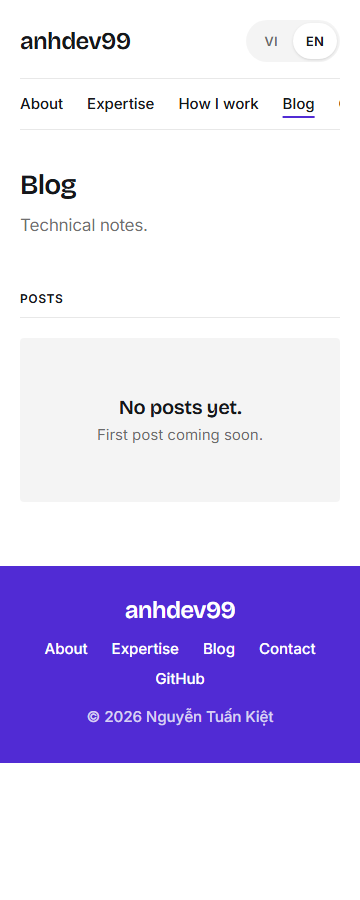 anhdev99
VI EN
About Expertise How I work Blog
Blog
Technical notes.
POSTS
No posts yet.
First post coming soon.
anhdev99
About Expertise Blog Contact
GitHub
© 2026 Nguyễn Tuấn Kiệt